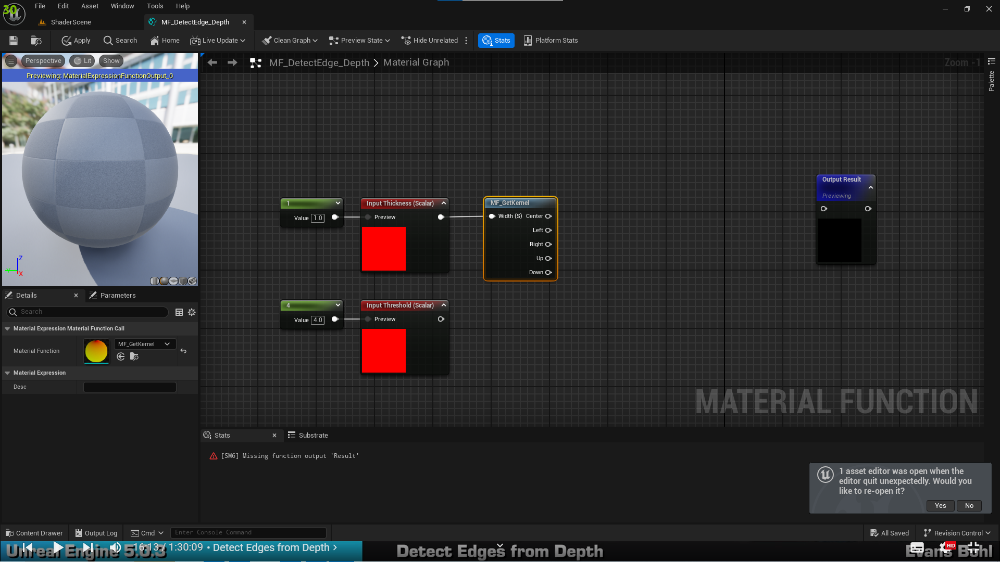 30
File Edit Asset Window Tools Help
ShaderScene
MF_DetectEdge_Depth
Apply Search Home Live Update Clean Graph Preview State Hide Unrelated Stats Platform Stats
Perspective Lit Show
Previewing: MaterialExpressionFunctionOutput_0
MF_DetectEdge_Depth > Material Graph
Zoom -1
Palette
Z
X
Details
Parameters
Search
Material Expression Material Function Call
Material Function
MF_GetKernel
Material Expression
Desc
1
Value 1.0
Input Thickness (Scalar)
Preview
MF_GetKernel
Width (S) Center
Left
Right
Up
Down
4
Value 4.0
Input Threshold (Scalar)
Preview
Output Result
Previewing
MATERIAL FUNCTION
Stats
Substrate
[SM6] Missing function output 'Result'
1 asset editor was open when the
editor quit unexpectedly. Would you
like to re-open it?
Yes No
Content Drawer Output Log Cmd Enter Console Command
All Saved Revision Control
Unreal Engine 5.0.3
16:13 / 1:30:09 • Detect Edges from Depth >
Detect Edges from Depth
HD